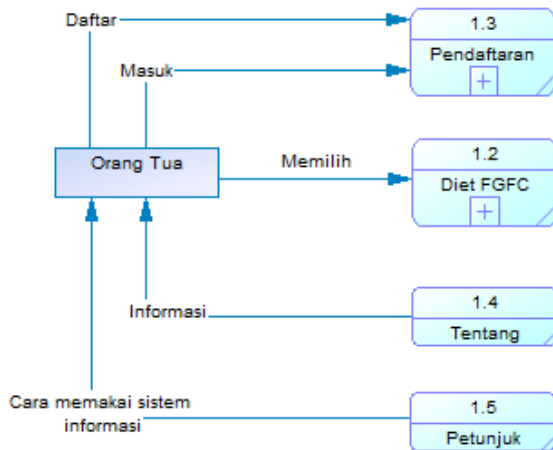 Daftar
1.3
Pendaftaran
Masuk
Orang Tua
Memilih
1.2
Diet FGFC
Informasi
1.4
Tentang
Cara memakai sistem
informasi
1.5
Petunjuk